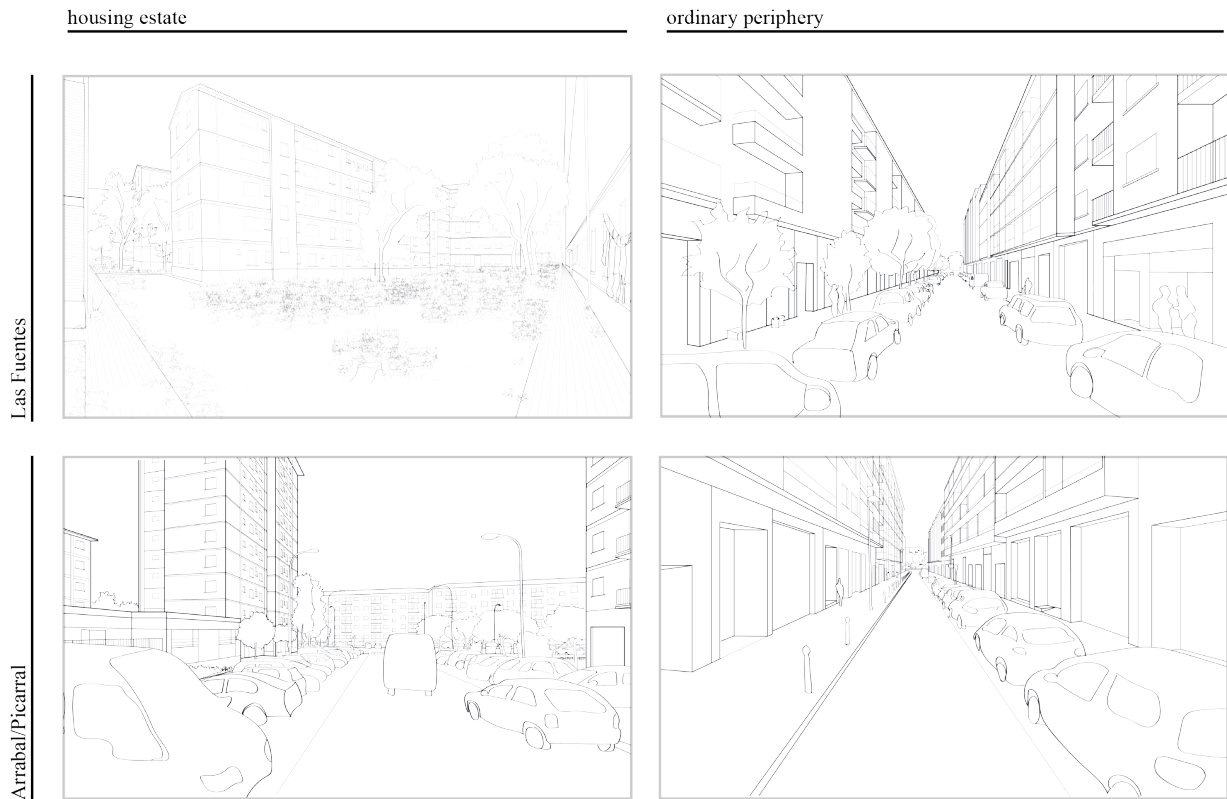 housing estate
ordinary periphery
Las Fuentes
Arrabal/Picarral